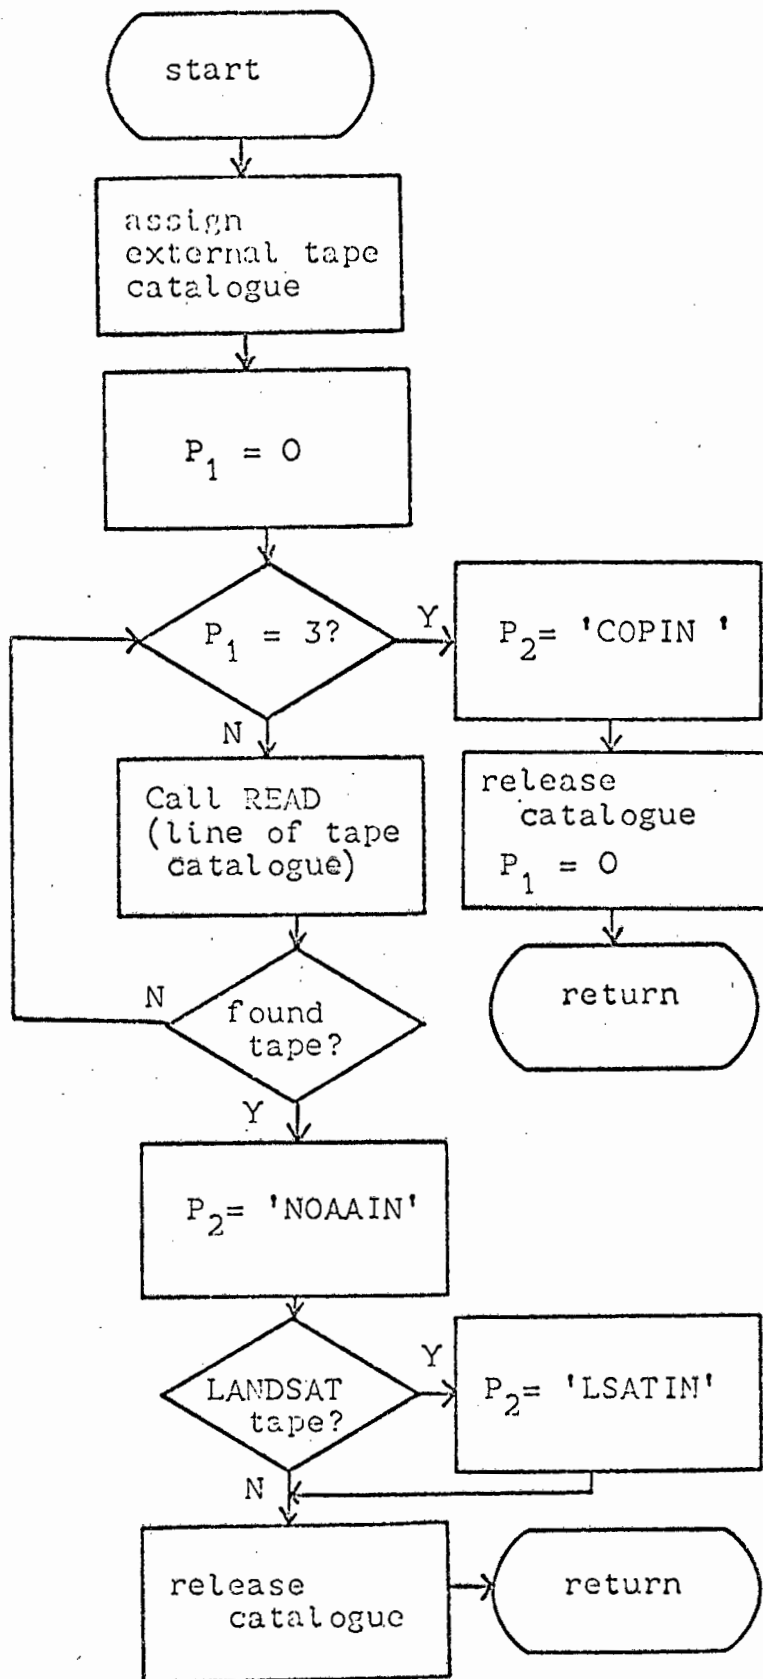 start
assign
external tape
catalogue
P₁ = 0
P₁ = 3?
Y
P₂= 'COPIN '
N
Call READ
(line of tape
catalogue)
release
catalogue
P₁ = 0
return
N
found
tape?
Y
P₂= 'NOAAIN'
LANDSAT
tape?
Y
P₂= 'LSATIN'
N
release
catalogue
return